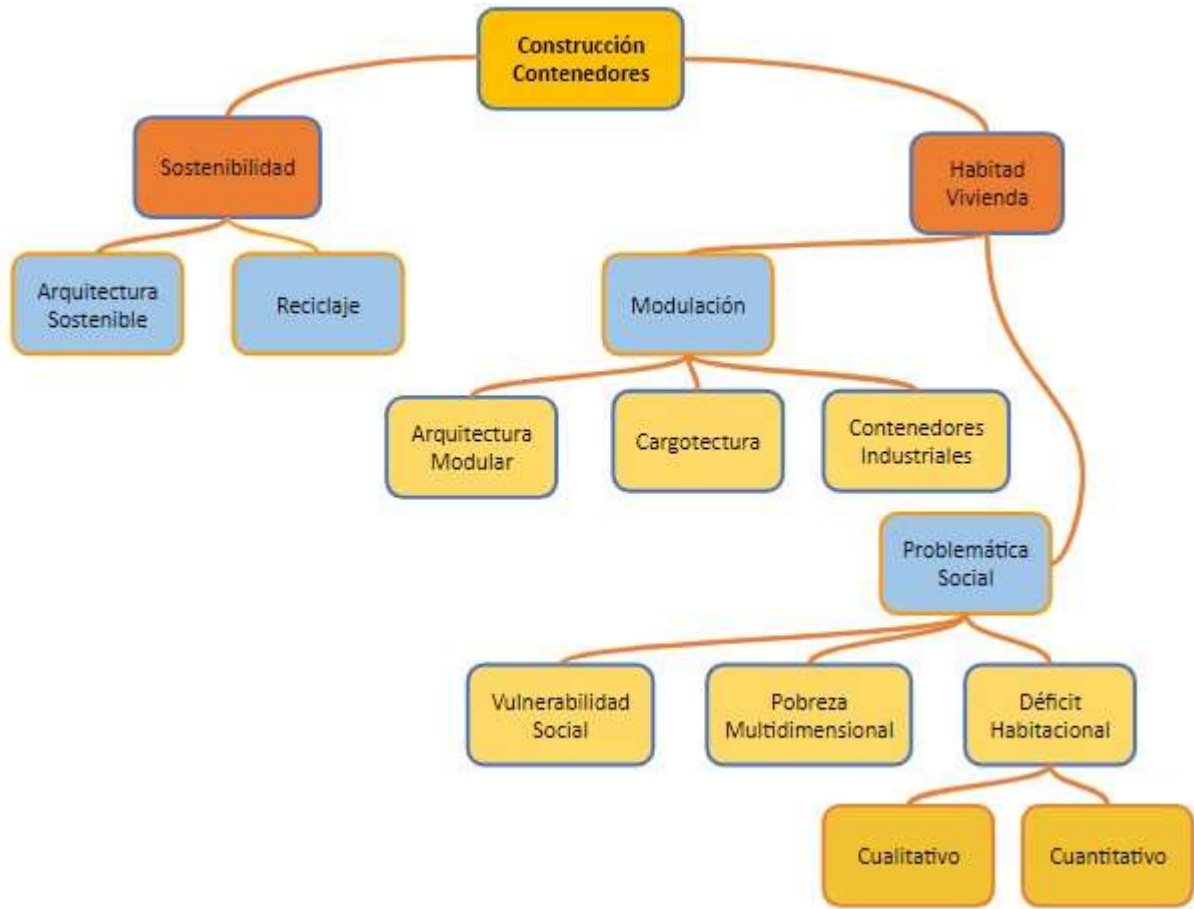 Construcción
Contenedores
Sostenibilidad
Habitad
Vivienda
Arquitectura
Sostenible
Reciclaje
Modulación
Arquitectura
Modular
Cargotectura
Contenedores
Industriales
Problemática
Social
Vulnerabilidad
Social
Pobreza
Multidimensional
Déficit
Habitacional
Cualitativo
Cuantitativo